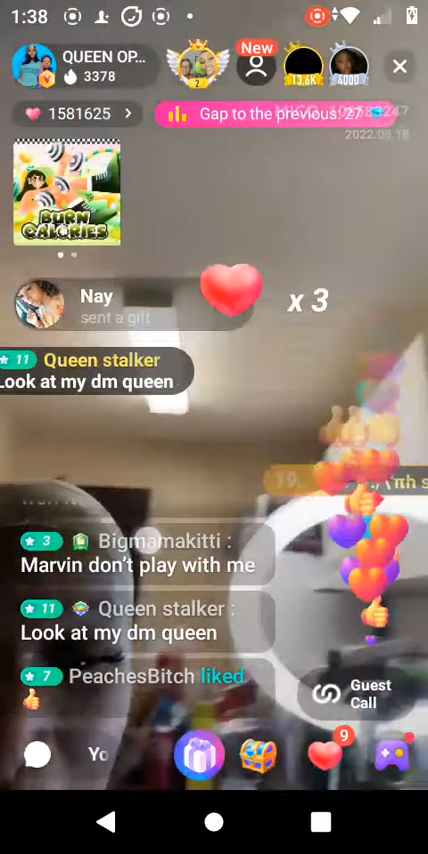 1:38
QUEEN OP...
3378
2
New
13.6K
4000
1581625
Gap to the previous: 27
2022.08.18
BURN
CALORIES
Nay
sent a gift
x 3
11 Queen stalker
Look at my dm queen
19.
3 Bigmamakitti :
Marvin don't play with me
11 Queen stalker :
Look at my dm queen
7 PeachesBitch liked
Guest
Call
Yo
9